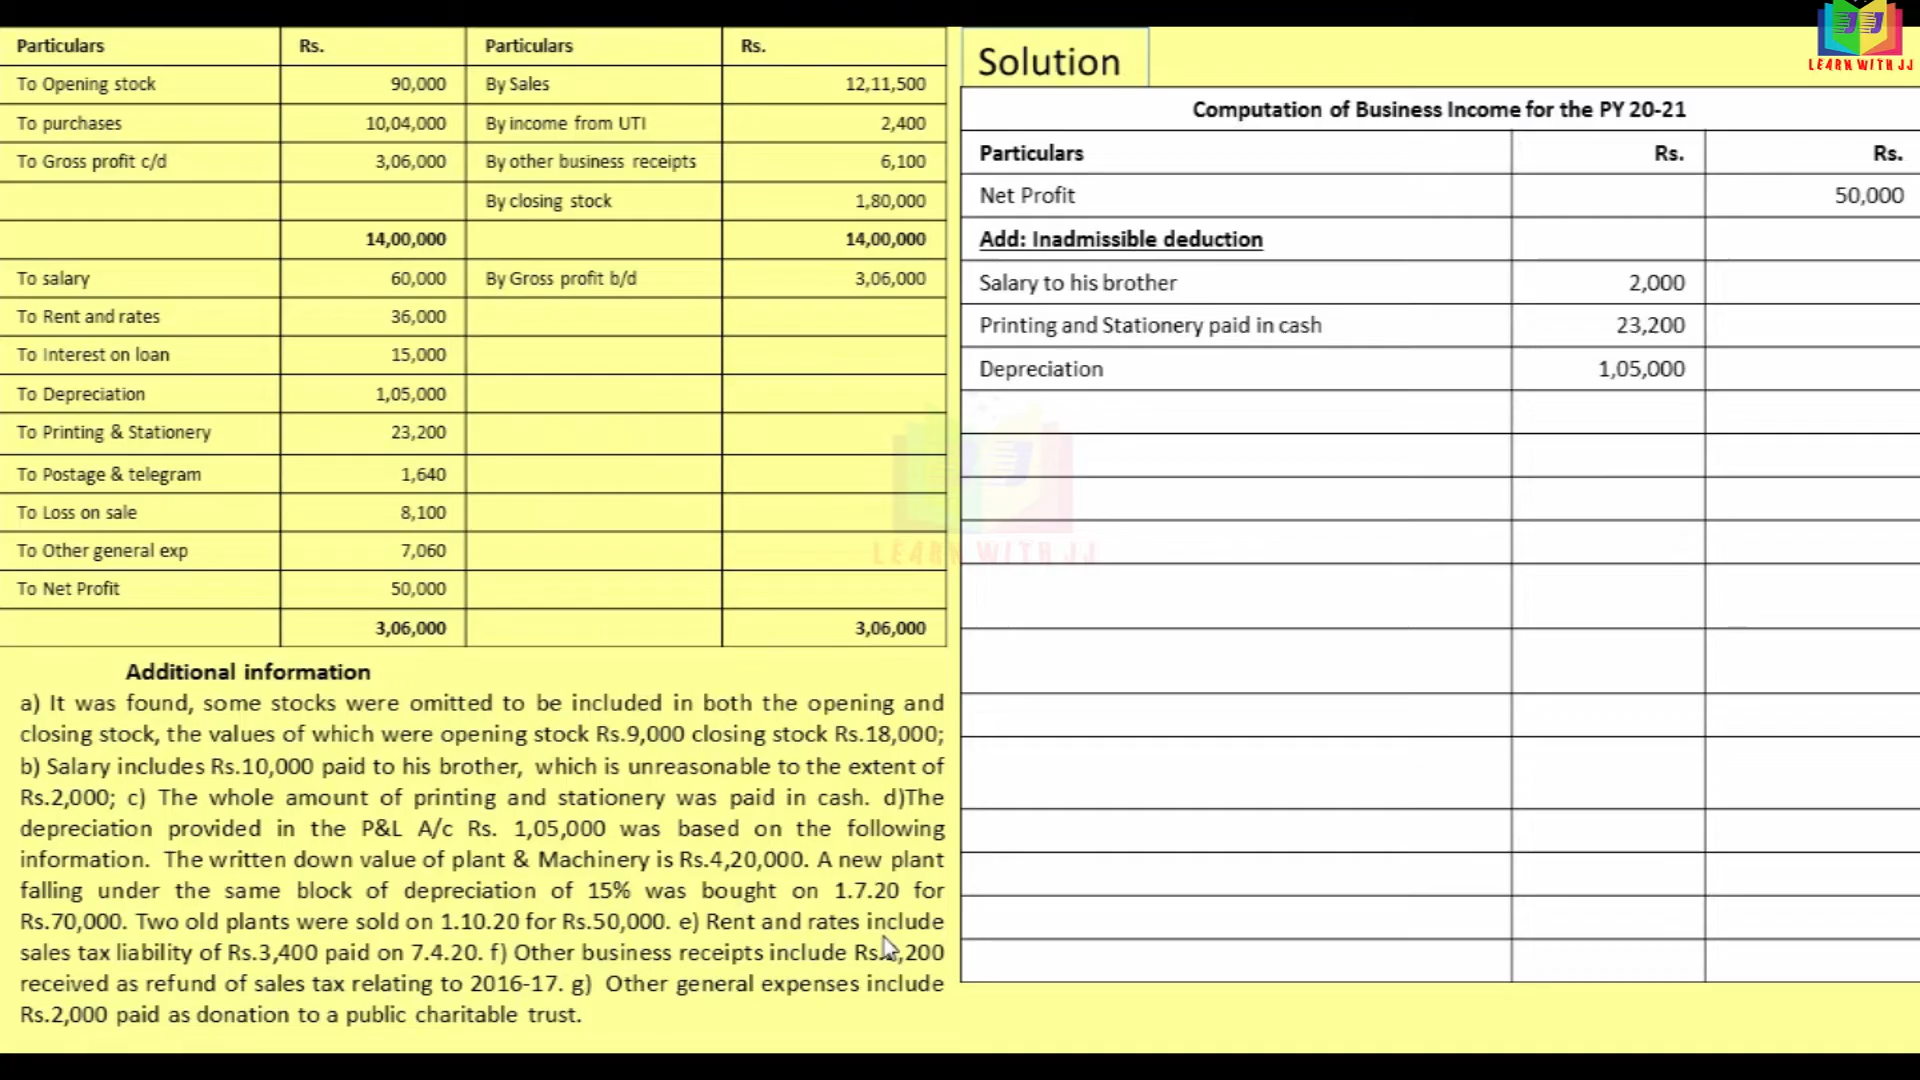 Particulars Rs. Particulars Rs.
To Opening stock 90,000 By Sales 12,11,500
To purchases 10,04,000 By income from UTI 2,400
To Gross profit c/d 3,06,000 By other business receipts 6,100
By closing stock 1,80,000
14,00,000 14,00,000
To salary 60,000 By Gross profit b/d 3,06,000
To Rent and rates 36,000
To Interest on loan 15,000
To Depreciation 1,05,000
To Printing & Stationery 23,200
To Postage & telegram 1,640
To Loss on sale 8,100
To Other general exp 7,060
To Net Profit 50,000
3,06,000 3,06,000
Additional information
a) It was found, some stocks were omitted to be included in both the opening and
closing stock, the values of which were opening stock Rs.9,000 closing stock Rs.18,000;
b) Salary includes Rs.10,000 paid to his brother, which is unreasonable to the extent of
Rs.2,000; c) The whole amount of printing and stationery was paid in cash. d)The
depreciation provided in the P&L A/c Rs. 1,05,000 was based on the following
information. The written down value of plant & Machinery is Rs.4,20,000. A new plant
falling under the same block of depreciation of 15% was bought on 1.7.20 for
Rs.70,000. Two old plants were sold on 1.10.20 for Rs.50,000. e) Rent and rates include
sales tax liability of Rs.3,400 paid on 7.4.20. f) Other business receipts include
received as refund of sales tax relating to 2016-17. g) Other general expenses include
Rs.2,000 paid as donation to a public charitable trust.
Solution
LEARN WITH JJ
Computation of Business Income for the PY 20-21
Particulars Rs. Rs.
Net Profit 50,000
Add: Inadmissible deduction
Salary to his brother 2,000
Printing and Stationery paid in cash 23,200
Depreciation 1,05,000
LEARN WITH JJ